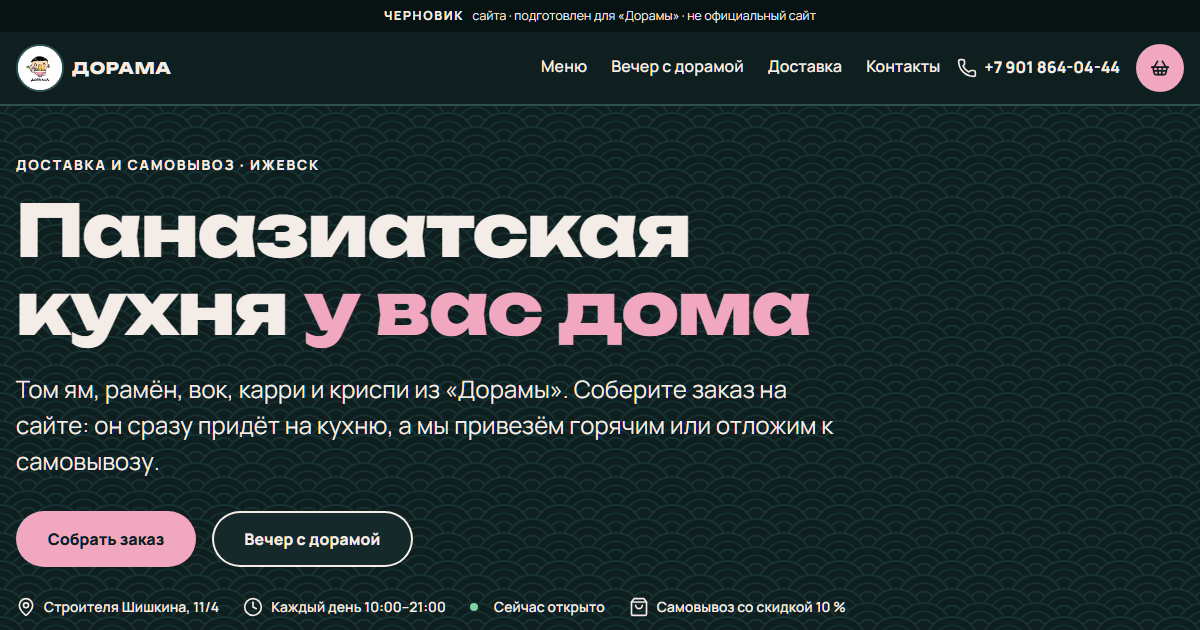 ЧЕРНОВИК сайта · подготовлен для «Дорамы» · не официальный сайт
ДОРАМА
Меню Вечер с дорамой Доставка Контакты +7 901 864-04-44
ДОСТАВКА И САМОВЫВОЗ · ИЖЕВСК
Паназиатская
кухня у вас дома
Том ям, рамён, вок, карри и криспи из «Дорамы». Соберите заказ на
сайте: он сразу придёт на кухню, а мы привезём горячим или отложим к
самовывозу.
Собрать заказ Вечер с дорамой
Строителя Шишкина, 11/4 Каждый день 10:00–21:00 Сейчас открыто Самовывоз со скидкой 10 %